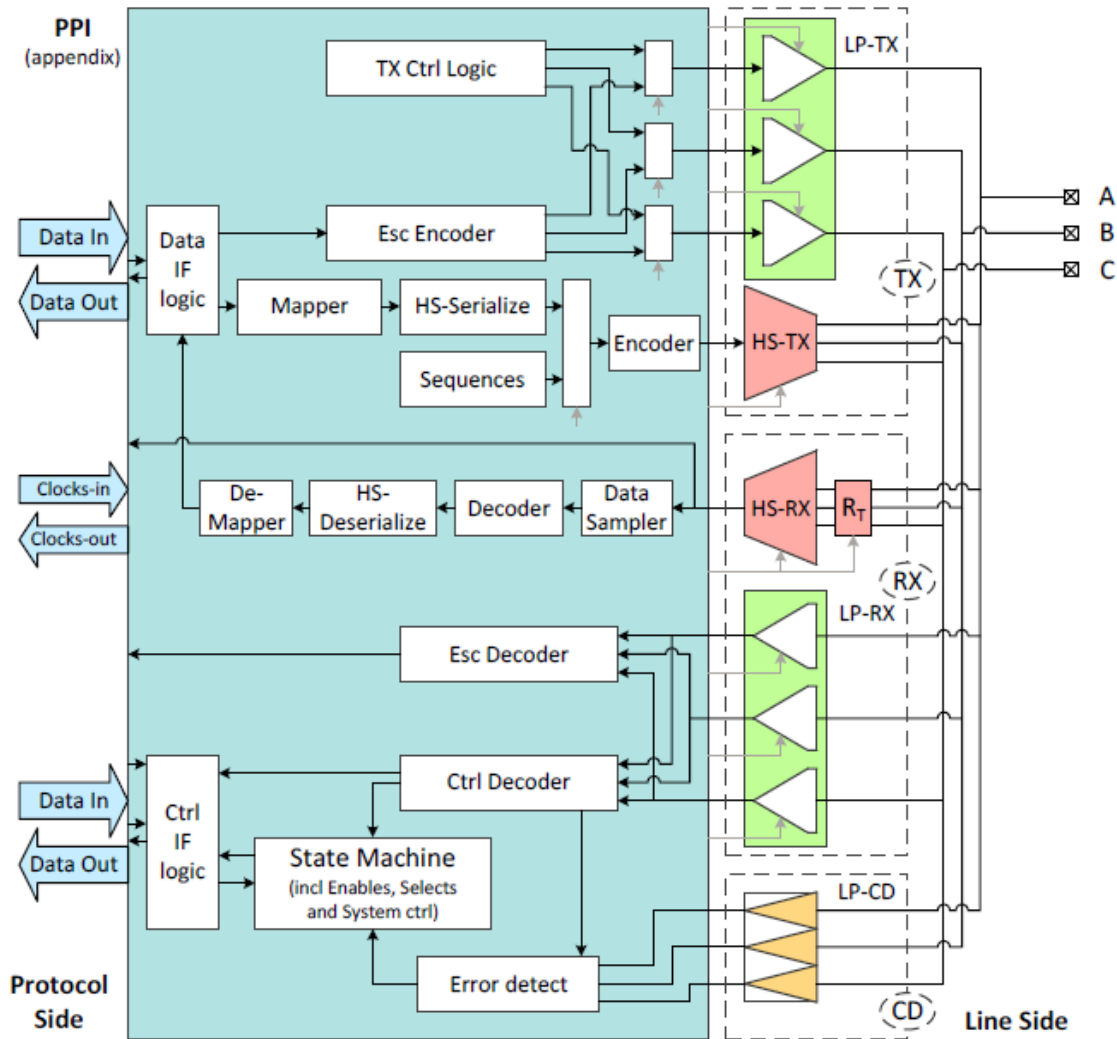 PPI
(appendix)
TX Ctrl Logic
LP-TX
Data In
Data Out
Data
IF
logic
Esc Encoder
A
B
C
TX
Mapper
HS-Serialize
Sequences
Encoder
HS-TX
Clocks-in
Clocks-out
De-
Mapper
HS-
Deserialize
Decoder
Data
Sampler
HS-RX
RT
RX
LP-RX
Esc Decoder
Ctrl Decoder
Data In
Data Out
Ctrl
IF
logic
State Machine
(incl Enables, Selects
and System ctrl)
LP-CD
Error detect
CD
Protocol
Side
Line Side